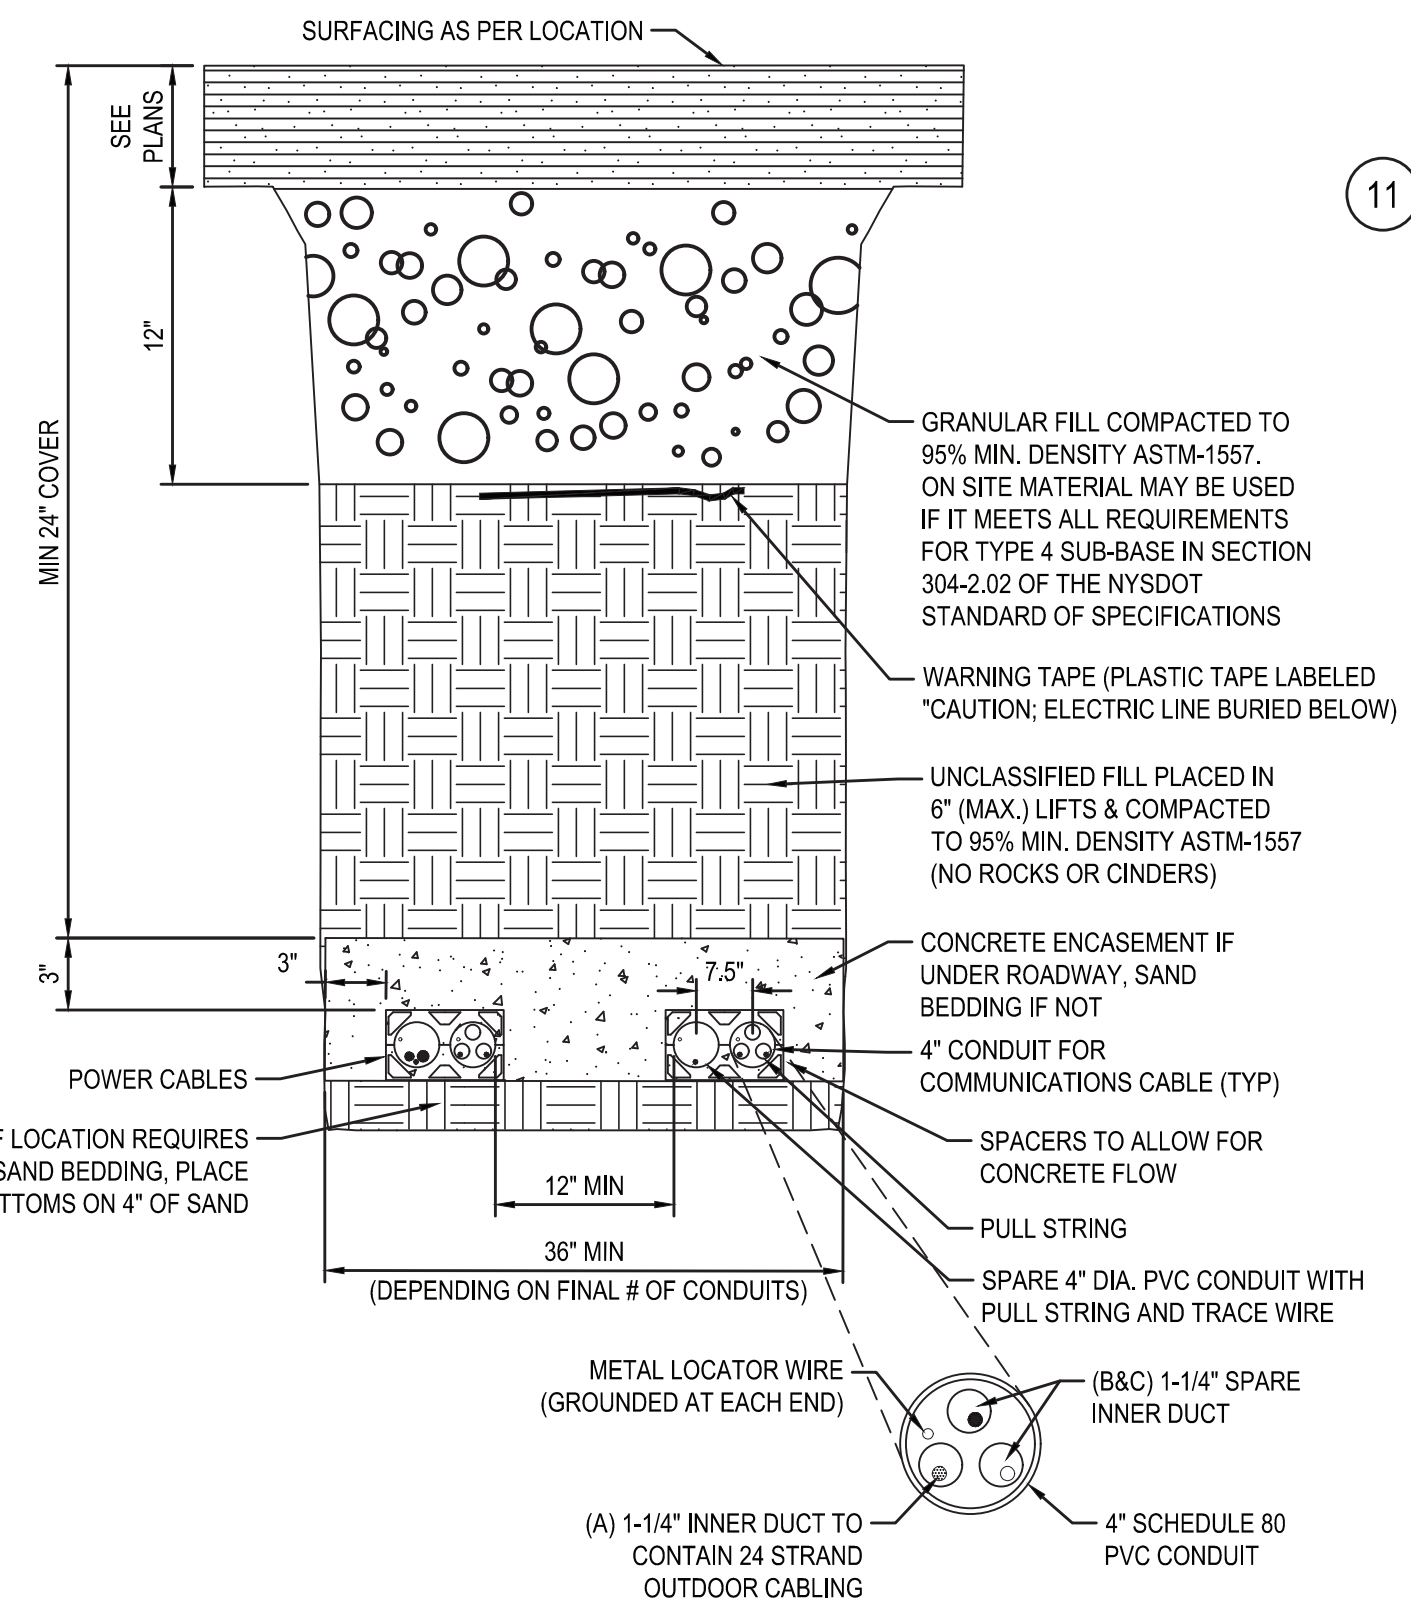 SURFACING AS PER LOCATION
SEE
PLANS
11
12"
MIN 24" COVER
GRANULAR FILL COMPACTED TO
95% MIN. DENSITY ASTM-1557.
ON SITE MATERIAL MAY BE USED
IF IT MEETS ALL REQUIREMENTS
FOR TYPE 4 SUB-BASE IN SECTION
304-2.02 OF THE NYSDOT
STANDARD OF SPECIFICATIONS
WARNING TAPE (PLASTIC TAPE LABELED
"CAUTION; ELECTRIC LINE BURIED BELOW)
UNCLASSIFIED FILL PLACED IN
6" (MAX.) LIFTS & COMPACTED
TO 95% MIN. DENSITY ASTM-1557
(NO ROCKS OR CINDERS)
3"
3"
7.5"
CONCRETE ENCASEMENT IF
UNDER ROADWAY, SAND
BEDDING IF NOT
4" CONDUIT FOR
COMMUNICATIONS CABLE (TYP)
POWER CABLES
LOCATION REQUIRES
SAND BEDDING, PLACE
ON 4" OF SAND
SPACERS TO ALLOW FOR
CONCRETE FLOW
12" MIN
PULL STRING
36" MIN
(DEPENDING ON FINAL # OF CONDUITS)
SPARE 4" DIA. PVC CONDUIT WITH
PULL STRING AND TRACE WIRE
METAL LOCATOR WIRE
(GROUNDED AT EACH END)
(B&C) 1-1/4" SPARE
INNER DUCT
(A) 1-1/4" INNER DUCT TO
CONTAIN 24 STRAND
OUTDOOR CABLING
4" SCHEDULE 80
PVC CONDUIT